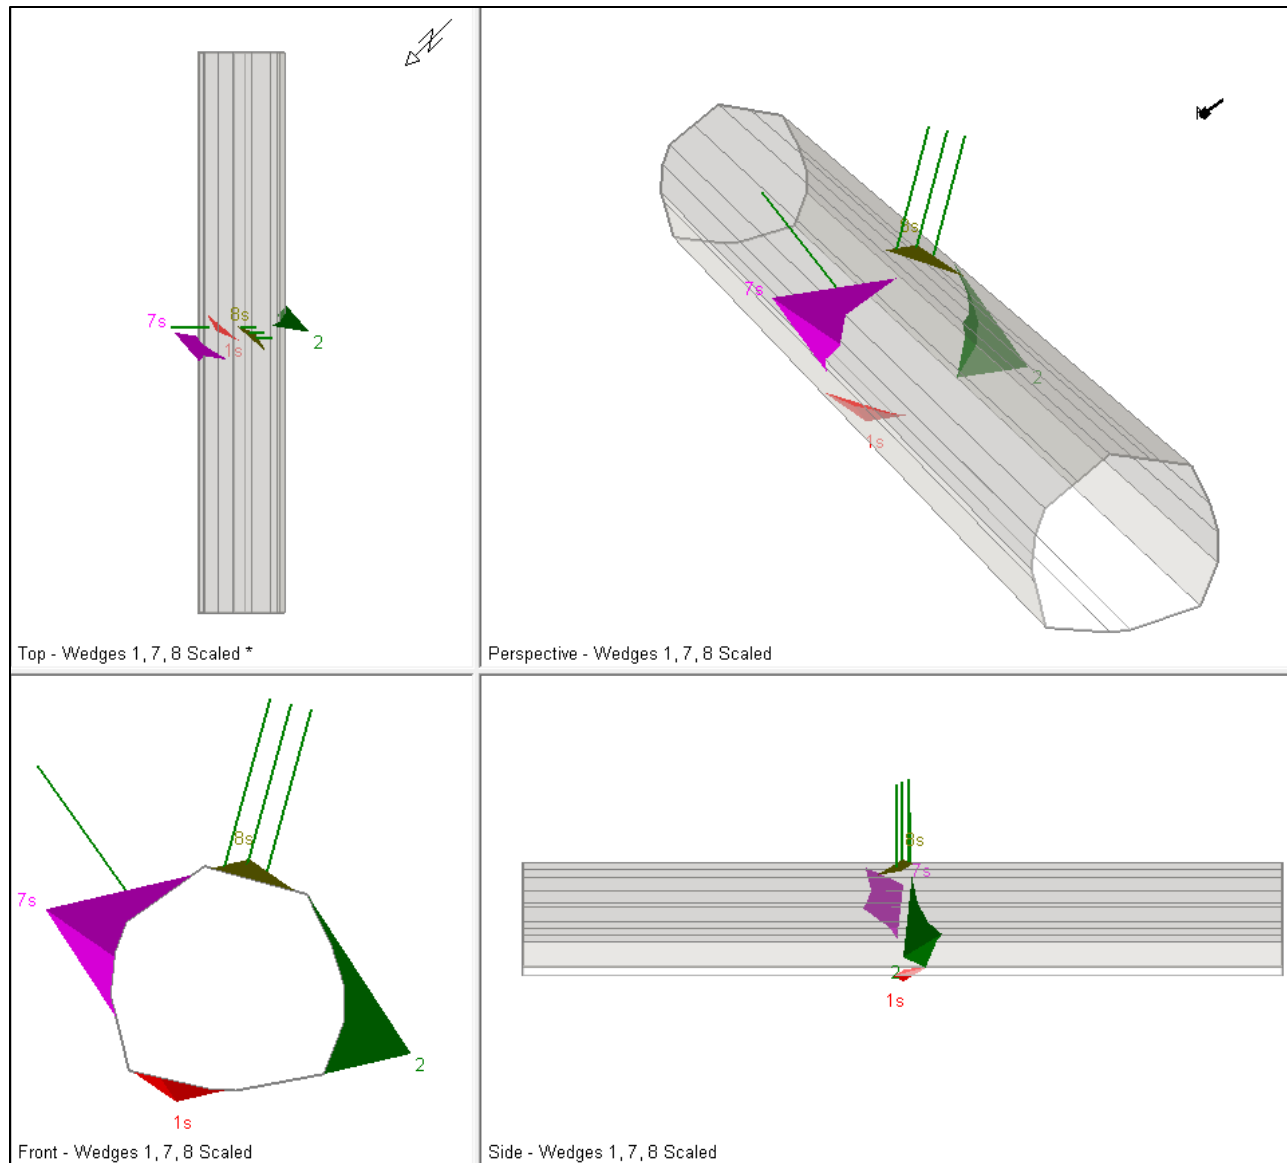 7s
8s
1s
2
Top - Wedges 1, 7, 8 Scaled *
8s
7s
2
1s
Perspective - Wedges 1, 7, 8 Scaled
8s
7s
2
1s
Front - Wedges 1, 7, 8 Scaled
8s
7s
2
1s
Side - Wedges 1, 7, 8 Scaled